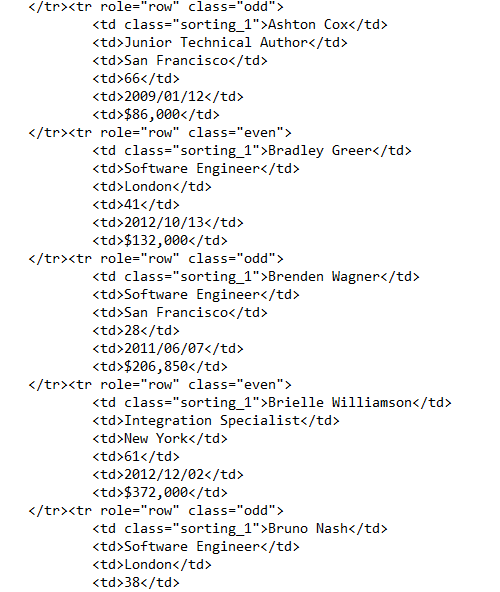 </tr><tr role="row" class="odd">
<td class="sorting_1">Ashton Cox</td>
<td>Junior Technical Author</td>
<td>San Francisco</td>
<td>66</td>
<td>2009/01/12</td>
<td>$86,000</td>
</tr><tr role="row" class="even">
<td class="sorting_1">Bradley Greer</td>
<td>Software Engineer</td>
<td>London</td>
<td>41</td>
<td>2012/10/13</td>
<td>$132,000</td>
</tr><tr role="row" class="odd">
<td class="sorting_1">Brenden Wagner</td>
<td>Software Engineer</td>
<td>San Francisco</td>
<td>28</td>
<td>2011/06/07</td>
<td>$206,850</td>
</tr><tr role="row" class="even">
<td class="sorting_1">Brielle Williamson</td>
<td>Integration Specialist</td>
<td>New York</td>
<td>61</td>
<td>2012/12/02</td>
<td>$372,000</td>
</tr><tr role="row" class="odd">
<td class="sorting_1">Bruno Nash</td>
<td>Software Engineer</td>
<td>London</td>
<td>38</td>